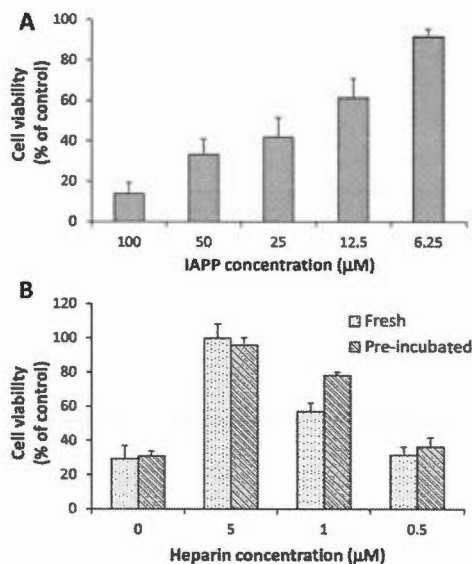 A
Cell viability
(% of control)
100
80
60
40
20
0
100 50 25 12.5 6.25
IAPP concentration (µM)
B
Cell viability
(% of control)
120
100
80
60
40
20
0
Fresh
Pre-incubated
0 5 1 0.5
Heparin concentration (µM)